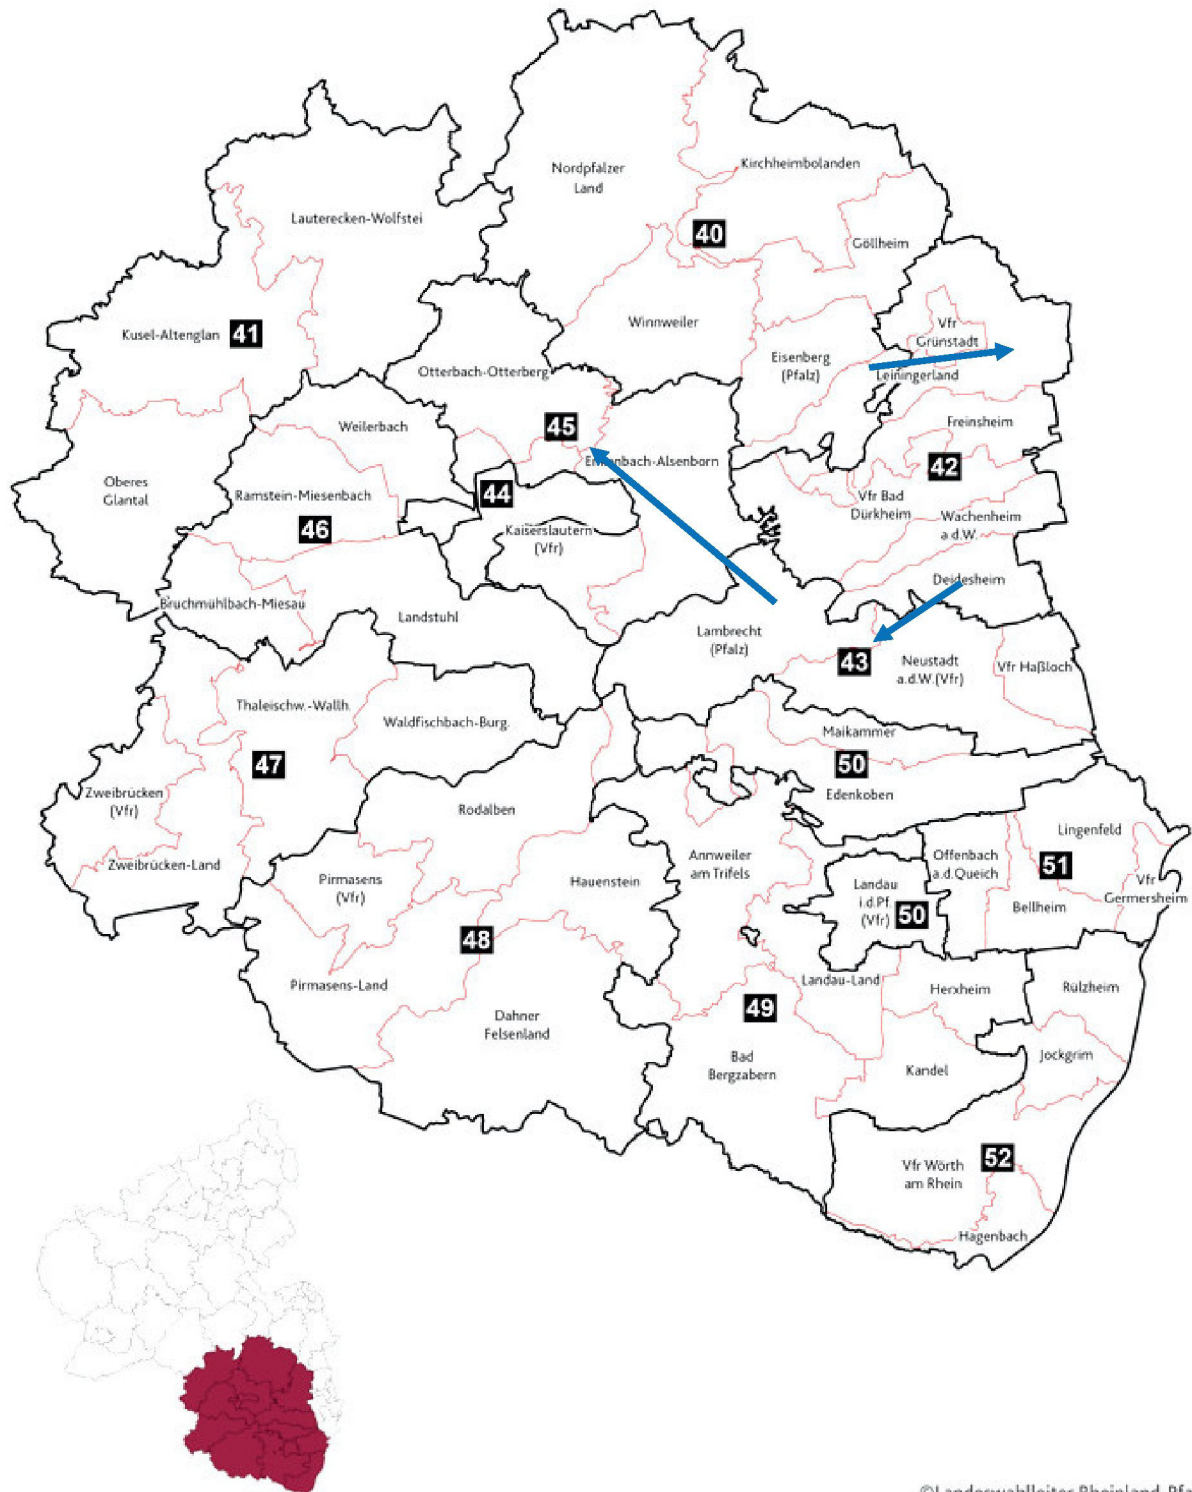 Nordpfälzer
Land
Kirchheimbolanden
40
Lauterecken-Wolfstei
Göllheim
Kusel-Altenglan
41
Winnweiler
Vfr
Grünstadt
Eisenberg
(Pfalz)
Leiningerland
Otterbach-Otterberg
Weilerbach
45
Freinsheim
42
Oberes
Glantal
Ramstein-Miesenbach
46
44
Kaiserslautern
(Vfr)
Vfr Bad
Dürkheim
Wachenheim
a.d.W.
Deidesheim
Bruchmühlbach-Miesau
Landstuhl
Lambrecht
(Pfalz)
43
Neustadt
a.d.W.(Vfr)
Vfr Haßloch
Thaleischw.-Wallh.
Waldfischbach-Burg.
47
Maikammer
50
Edenkoben
Zweibrücken
(Vfr)
Rodalben
Lingenfeld
Zweibrücken-Land
Pirmasens
(Vfr)
Hauenstein
Annweiler
am Trifels
Landau
i.d.Pf.
(Vfr)
50
Offenbach
a.d.Queich
51
Bellheim
Vfr
Germersheim
48
Pirmasens-Land
Landau-Land
Herxheim
Rülzheim
49
Dahner
Felsenland
Bad
Bergzabern
Kandel
Jockgrim
52
Vfr Wörth
am Rhein
Hagenbach
©Landeswahlleiter Rheinland-Pfa